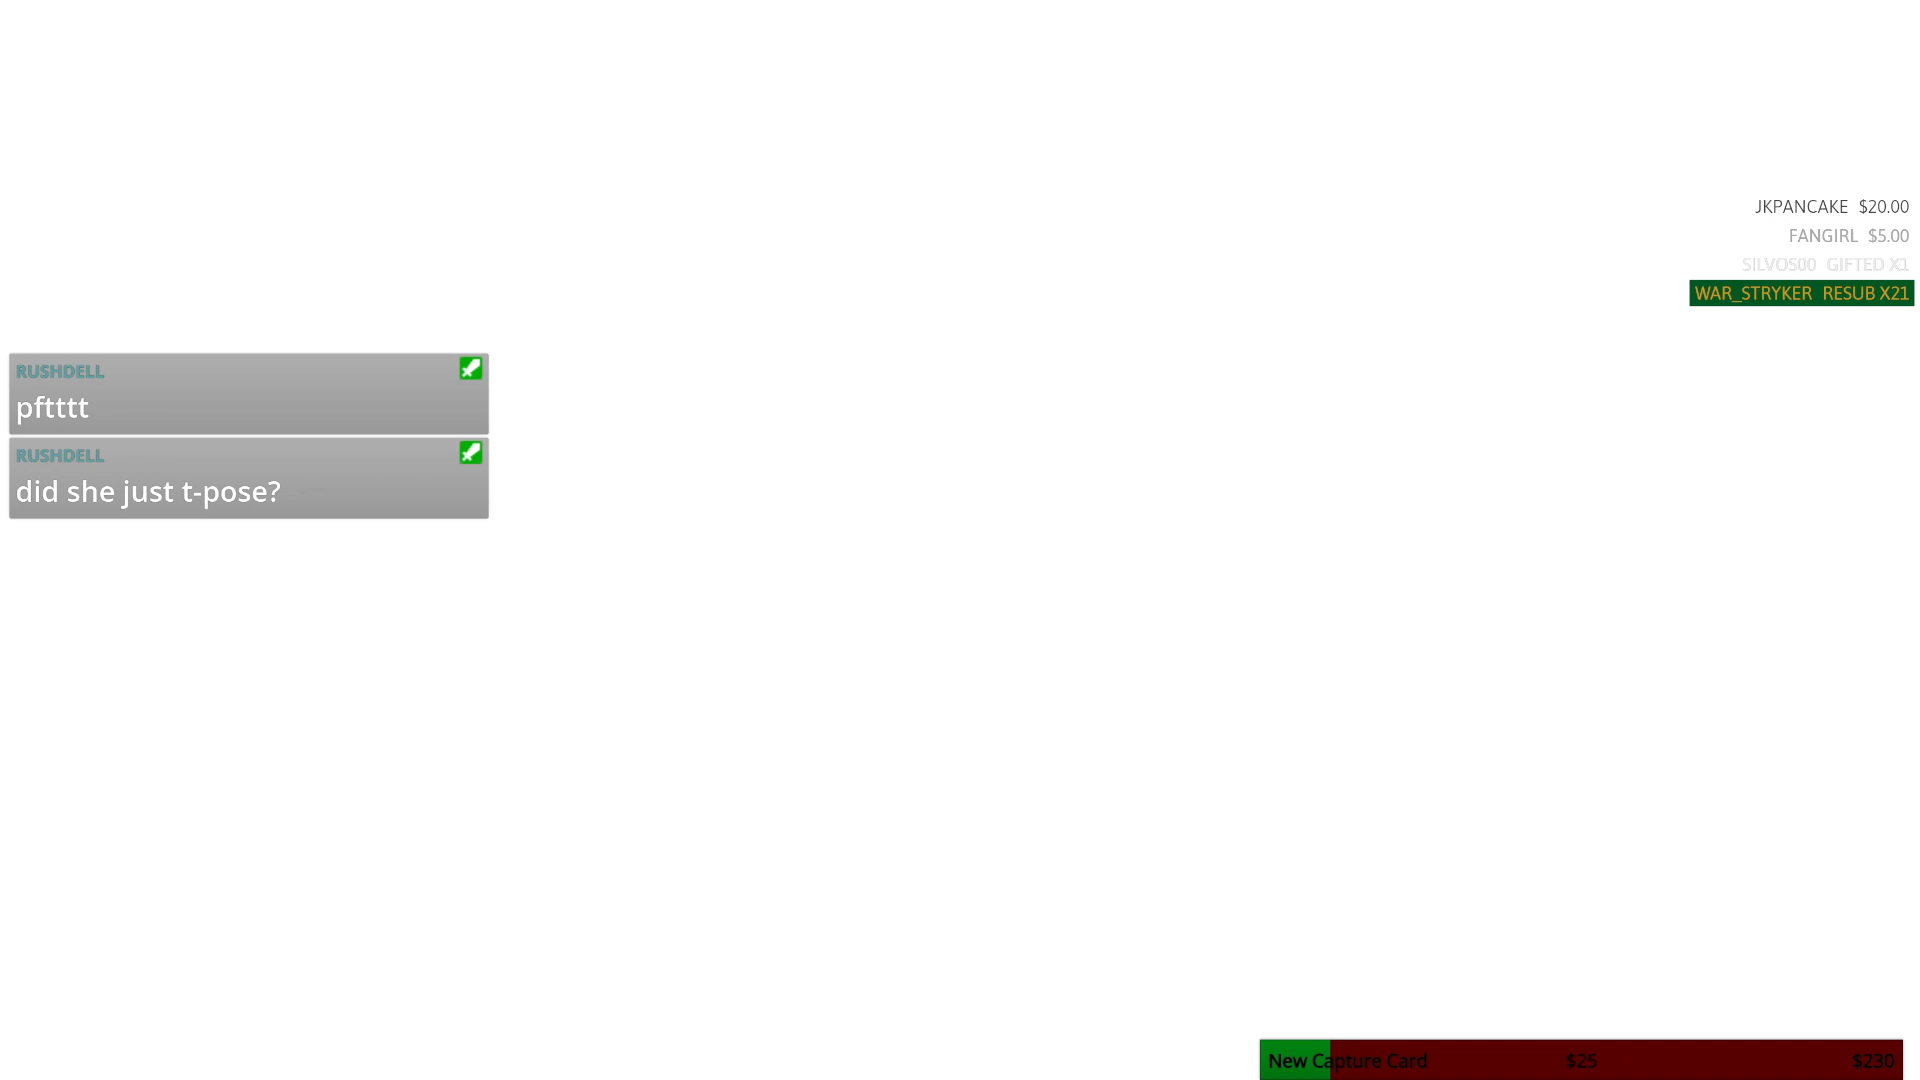 JKPANCAKE $20.00
FANGIRL $5.00
SILVOS00 GIFTED X1
WAR_STRYKER RESUB X21
RUSHDELL
pftttt
RUSHDELL
did she just t-pose?
New Capture Card $25 $230